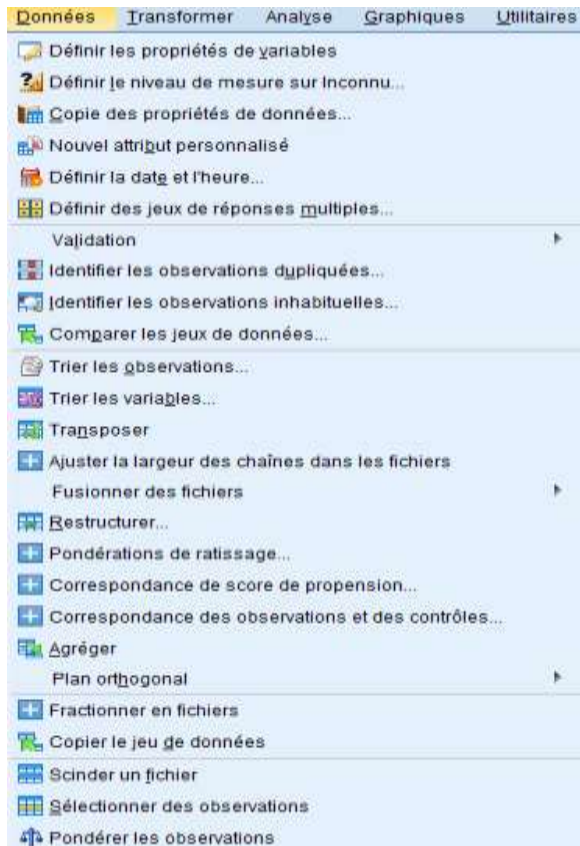 Données Transformer Analyse Graphiques Utilitaires
Définir les propriétés de variables
Définir le niveau de mesure sur Inconnu...
Copie des propriétés de données...
Nouvel attribut personnalisé
Définir la date et l'heure...
Définir des jeux de réponses multiples...
Validation
Identifier les observations dupliquées...
Identifier les observations inhabituelles...
Comparer les jeux de données...
Trier les observations...
Trier les variables...
Transposer
Ajuster la largeur des chaînes dans les fichiers
Fusionner des fichiers
Restructurer...
Pondérations de ratissage...
Correspondance de score de propension...
Correspondance des observations et des contrôles...
Agréger
Plan orthogonal
Fractionner en fichiers
Copier le jeu de données
Scinder un fichier
Sélectionner des observations
Pondérer les observations